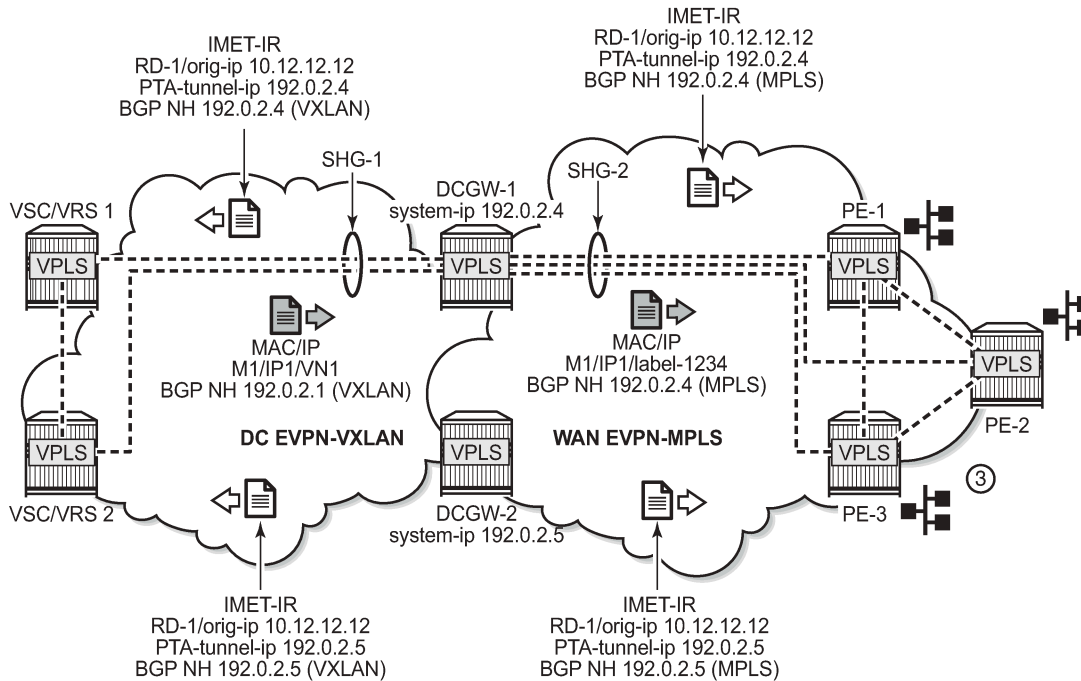 IMET-IR
RD-1/orig-ip 10.12.12.12
PTA-tunnel-ip 192.0.2.4
BGP NH 192.0.2.4 (VXLAN)
IMET-IR
RD-1/orig-ip 10.12.12.12
PTA-tunnel-ip 192.0.2.4
BGP NH 192.0.2.4 (MPLS)
SHG-1
SHG-2
VSC/VRS 1
DCGW-1
system-ip 192.0.2.4
PE-1
VPLS
VPLS
VPLS
MAC/IP
M1/IP1/VN1
BGP NH 192.0.2.1 (VXLAN)
MAC/IP
M1/IP1/label-1234
BGP NH 192.0.2.4 (MPLS)
VPLS
PE-2
DC EVPN-VXLAN
WAN EVPN-MPLS
VPLS
VPLS
VPLS
3
VSC/VRS 2
DCGW-2
system-ip 192.0.2.5
PE-3
IMET-IR
RD-1/orig-ip 10.12.12.12
PTA-tunnel-ip 192.0.2.5
BGP NH 192.0.2.5 (VXLAN)
IMET-IR
RD-1/orig-ip 10.12.12.12
PTA-tunnel-ip 192.0.2.5
BGP NH 192.0.2.5 (MPLS)